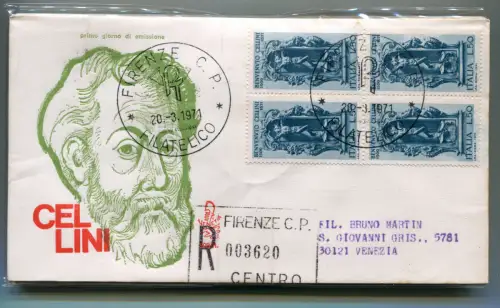 primo giorno di emissione
FIRENZE C. P.
20.-3.1971
FILATELICO
BENVENUTO CELLINI
ITALIA L.50
CEL
LINI
R
FIRENZE C.P.
003620
CENTRO
FIL. BRUNO MARTIN
S. GIOVANNI GRIS., 5781
30121 VENEZIA